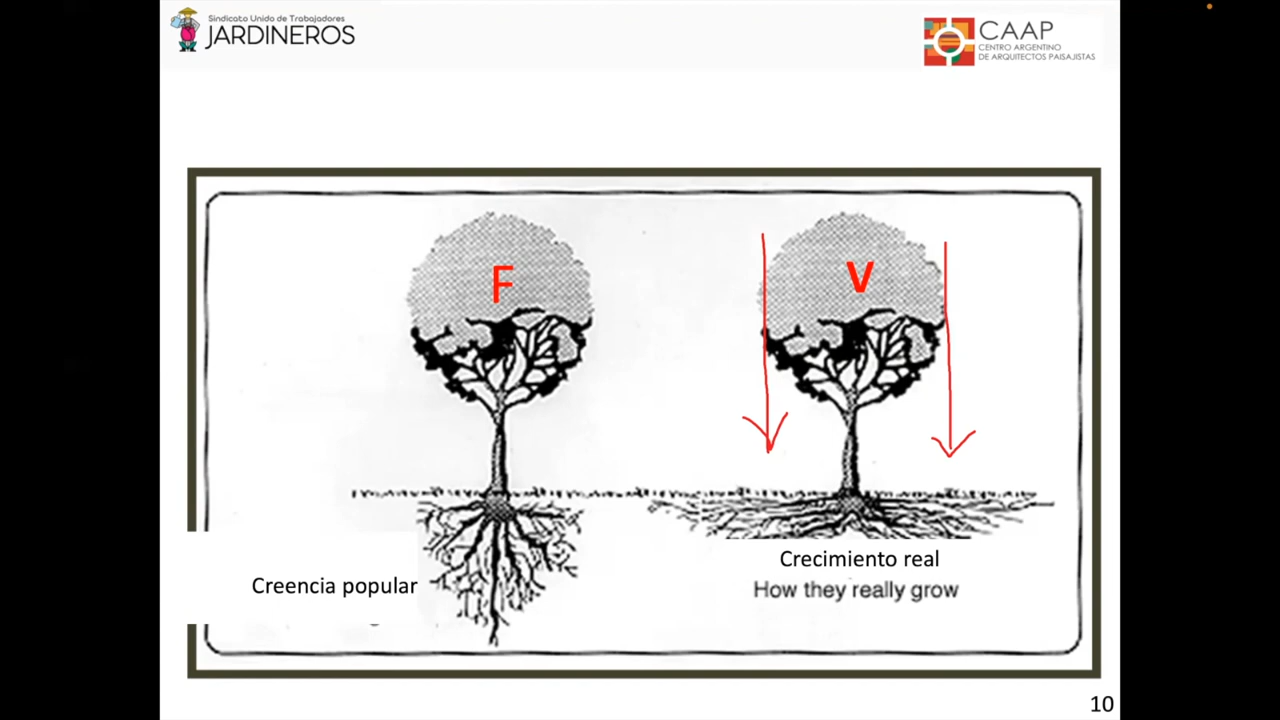 Sindicato Unido de Trabajadores
JARDINEROS
CAAP
CENTRO ARGENTINO
DE ARQUITECTOS PAISAJISTAS
F
V
Creencia popular
Crecimiento real
How they really grow
10